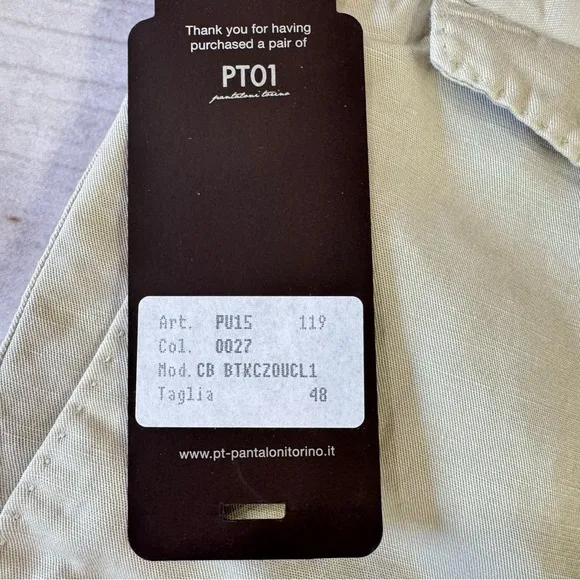 Thank you for having
purchased a pair of
PT01
pantaloni torino
Art. PU15 119
Col. 0027
Mod. CB BTKCZ0UCL1
Taglia 48
www.pt-pantalonitorino.it